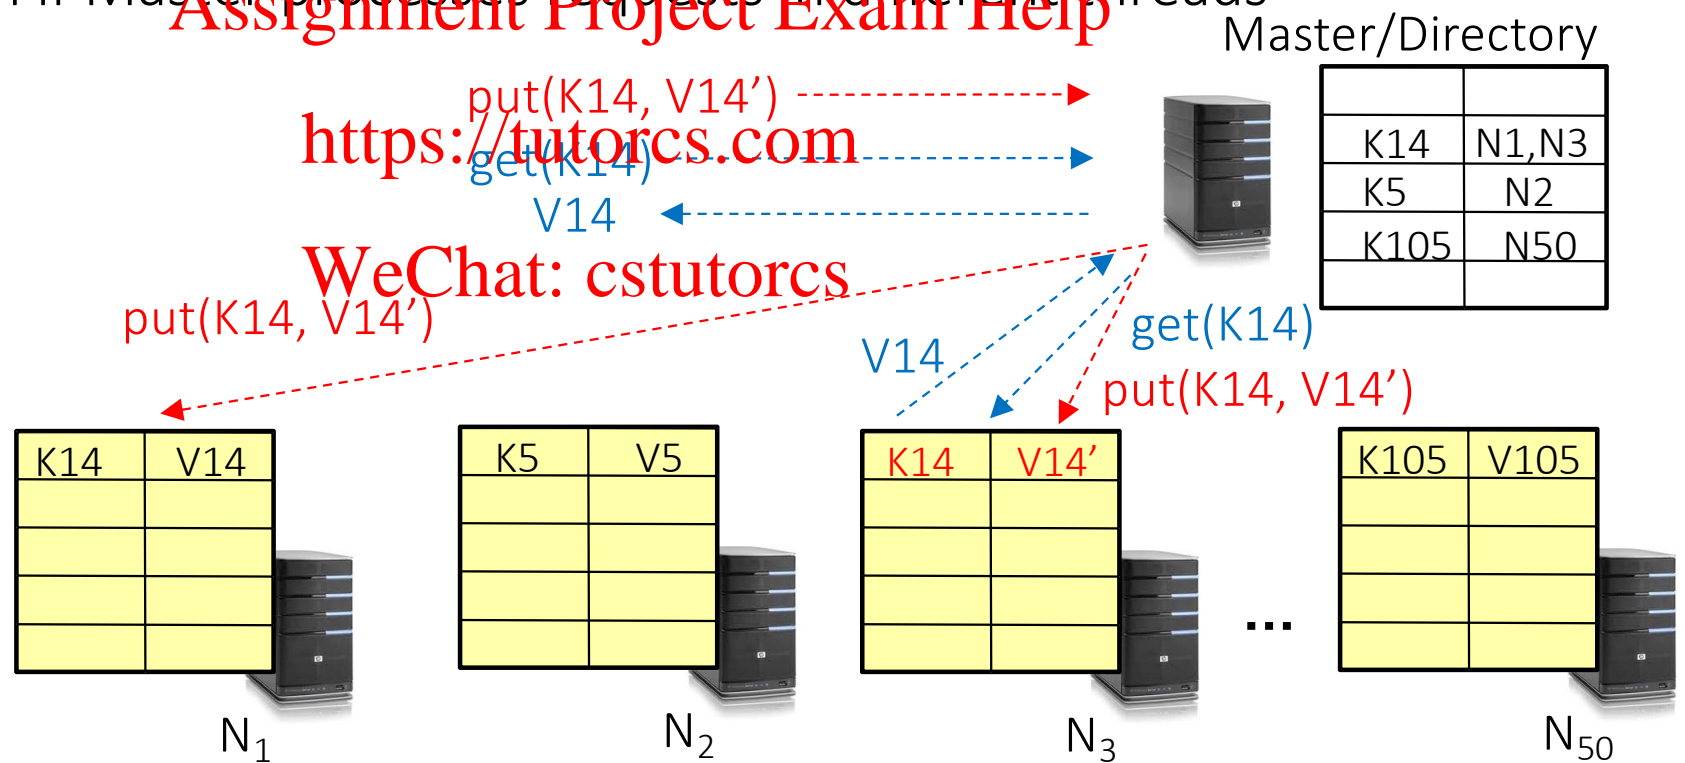 Assignment Project Exam Help
Master/Directory
put(K14, V14’)
https://tutorcs.com
get(K14)
V14
K14 N1,N3
K5 N2
K105 N50
WeChat: cstutorcs
put(K14, V14’)
V14
get(K14)
put(K14, V14’)
K14 V14
K5 V5
K14 V14’
K105 V105
...
N1
N2
N3
N50